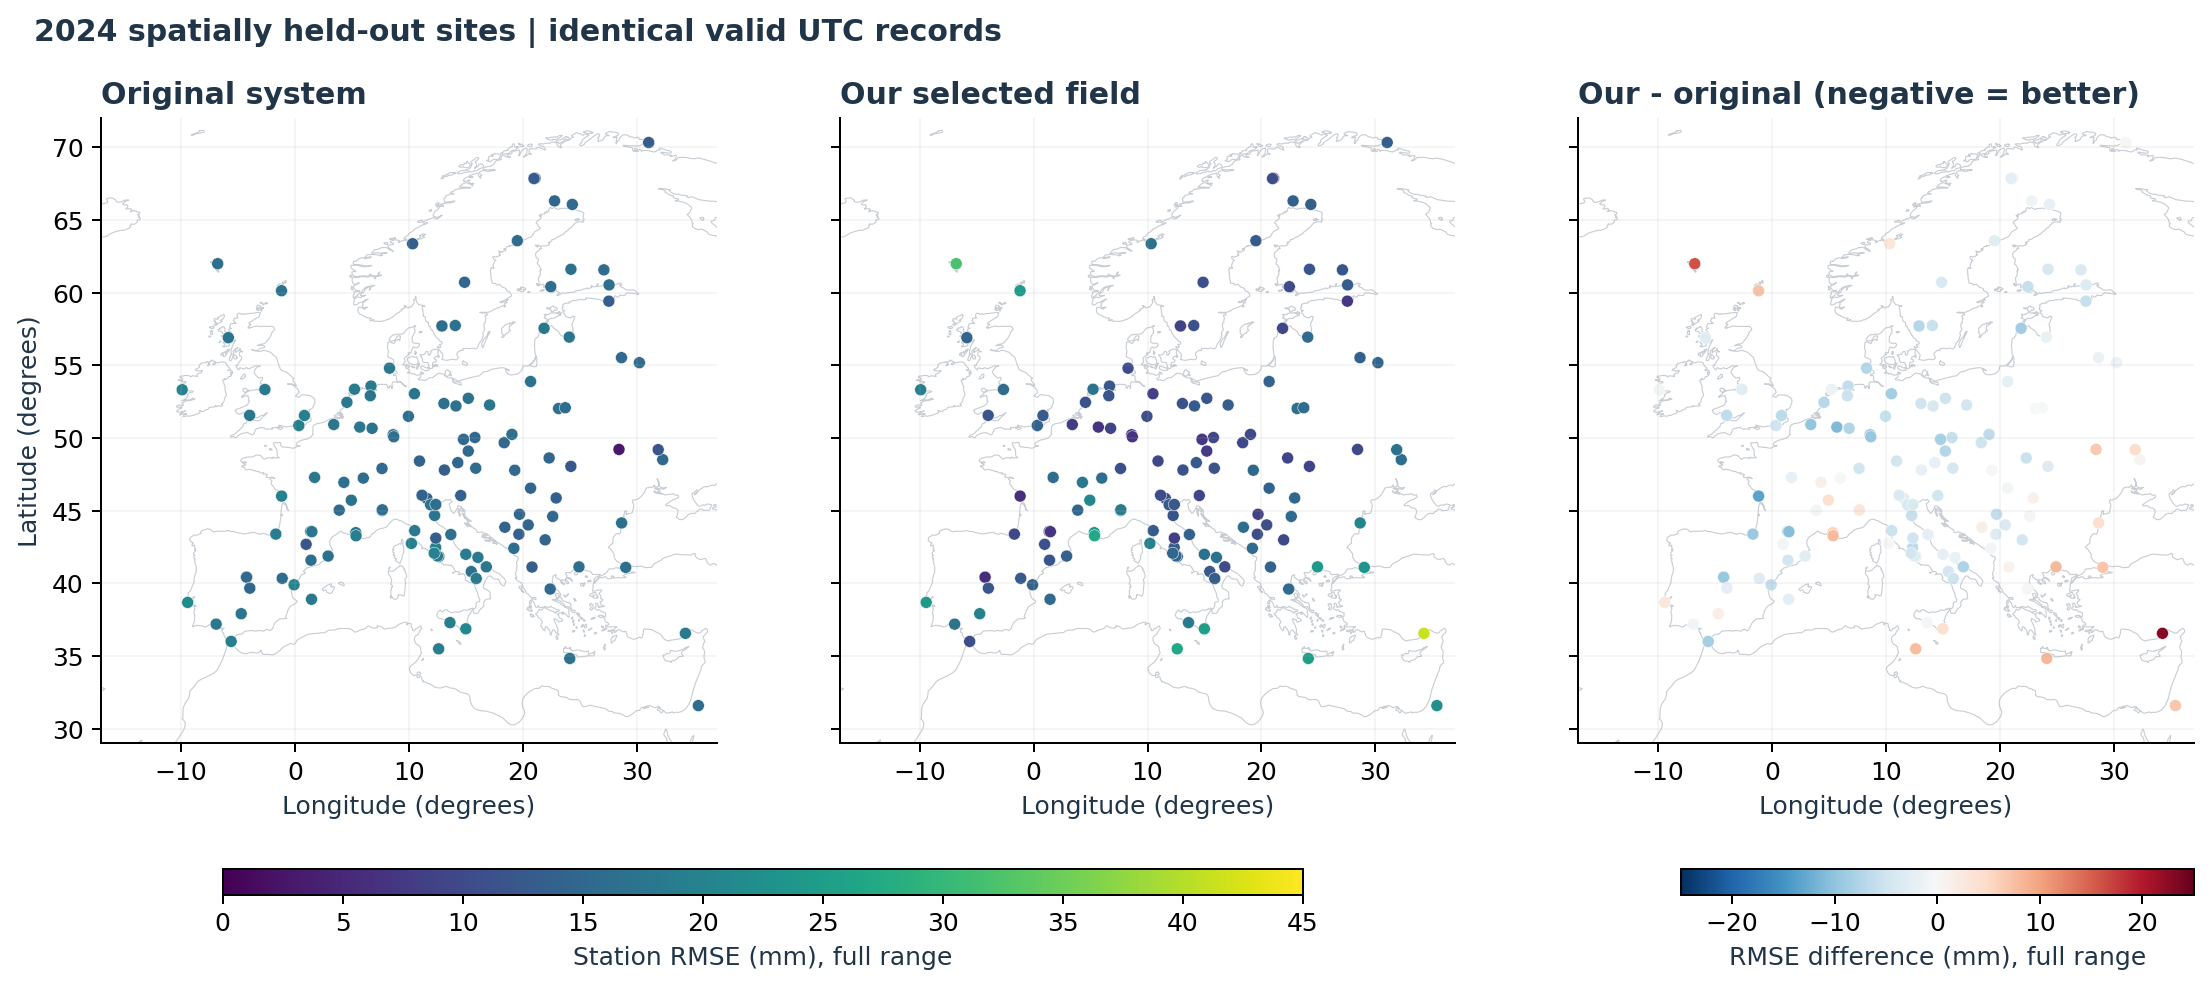 2024 spatially held-out sites | identical valid UTC records
Original system
Our selected field
Our - original (negative = better)
Latitude (degrees)
70
65
60
55
50
45
40
35
30
−10 0 10 20 30
−10 0 10 20 30
−10 0 10 20 30
Longitude (degrees)
Longitude (degrees)
Longitude (degrees)
0 5 10 15 20 25 30 35 40 45
Station RMSE (mm), full range
−20 −10 0 10 20
RMSE difference (mm), full range